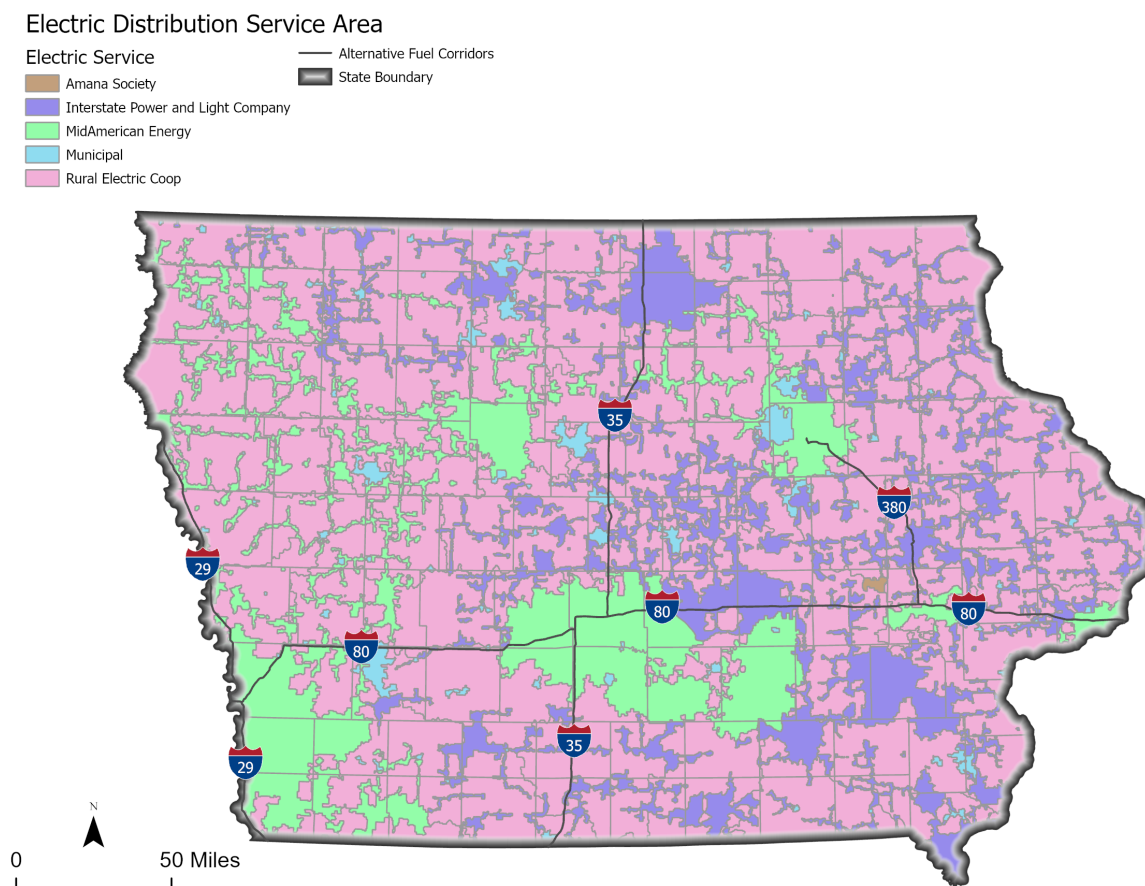 Electric Distribution Service Area
Electric Service
Amana Society
Interstate Power and Light Company
MidAmerican Energy
Municipal
Rural Electric Coop
Alternative Fuel Corridors
State Boundary
35
380
29
80
80
80
35
29
N
0
50 Miles